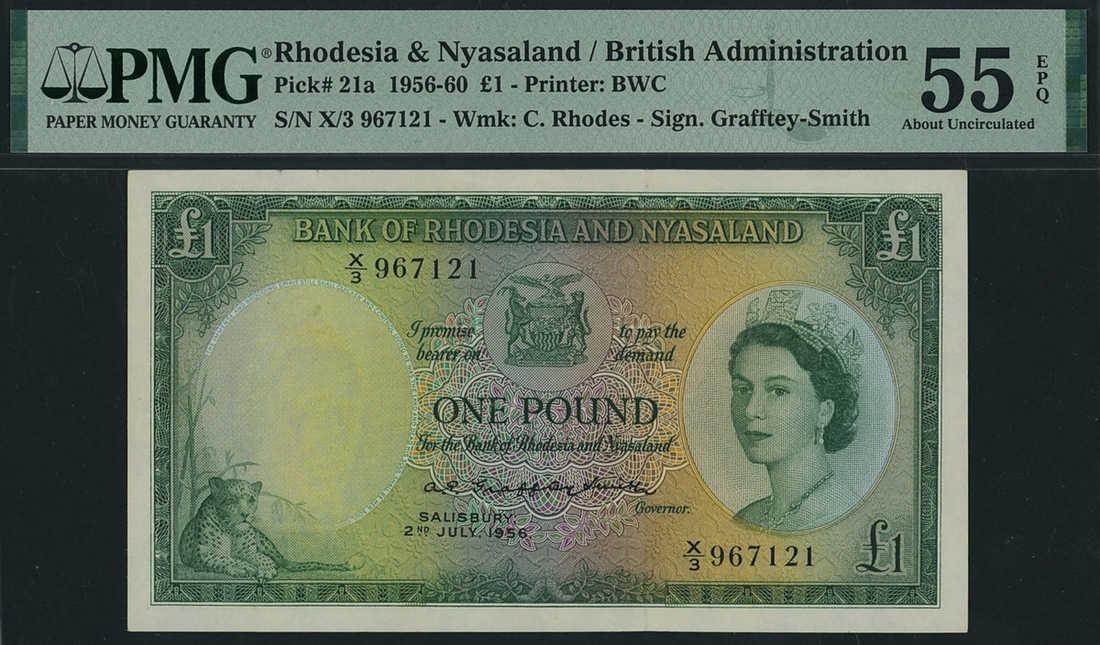 PMG®
PAPER MONEY GUARANTY
Rhodesia & Nyasaland / British Administration
Pick# 21a 1956-60 £1 - Printer: BWC
S/N X/3 967121 - Wmk: C. Rhodes - Sign. Grafftey-Smith
55
EPQ
About Uncirculated
£1
£1
BANK OF RHODESIA AND NYASALAND
X/3 967121
I promise to pay the
bearer on demand
ONE POUND
For the Bank of Rhodesia and Nyasaland
Governor.
SALISBURY,
2ND JULY, 1956
X/3 967121
£1